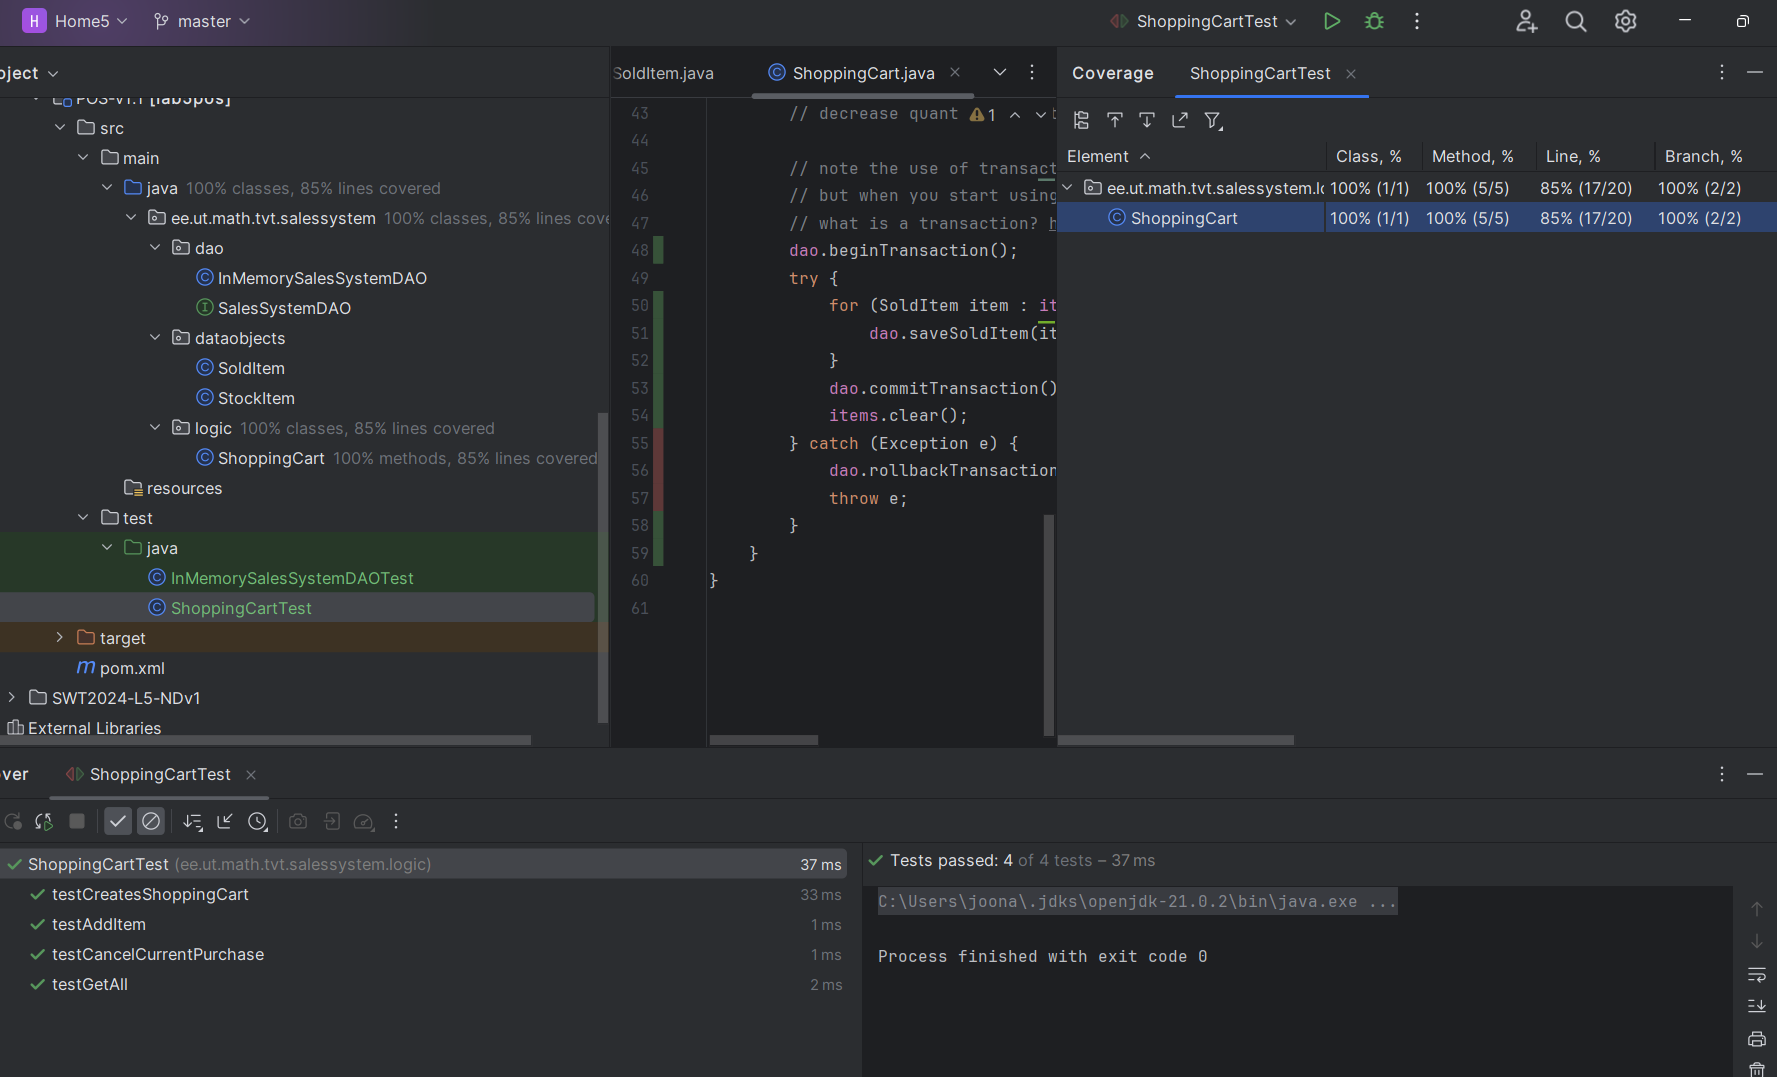 H Home5 master ShoppingCartTest
oject
POS-v1.1 [lab5pos]
src
main
java 100% classes, 85% lines covered
ee.ut.math.tvt.salessystem 100% classes, 85% lines cove
dao
InMemorySalesSystemDAO
SalesSystemDAO
dataobjects
SoldItem
StockItem
logic 100% classes, 85% lines covered
ShoppingCart 100% methods, 85% lines covered
resources
test
java
InMemorySalesSystemDAOTest
ShoppingCartTest
target
pom.xml
SWT2024-L5-NDv1
External Libraries
SoldItem.java ShoppingCart.java
43 // decrease quant 1
44
45 // note the use of transact
46 // but when you start using
47 // what is a transaction? h
48 dao.beginTransaction();
49 try {
50 for (SoldItem item : it
51 dao.saveSoldItem(it
52 }
53 dao.commitTransaction()
54 items.clear();
55 } catch (Exception e) {
56 dao.rollbackTransaction
57 throw e;
58 }
59 }
60 }
61
Coverage ShoppingCartTest
Element Class, % Method, % Line, % Branch, %
ee.ut.math.tvt.salessystem.lo 100% (1/1) 100% (5/5) 85% (17/20) 100% (2/2)
ShoppingCart 100% (1/1) 100% (5/5) 85% (17/20) 100% (2/2)
over ShoppingCartTest
ShoppingCartTest (ee.ut.math.tvt.salessystem.logic) 37 ms
testCreatesShoppingCart 33 ms
testAddItem 1 ms
testCancelCurrentPurchase 1 ms
testGetAll 2 ms
Tests passed: 4 of 4 tests – 37 ms
C:\Users\joona\.jdks\openjdk-21.0.2\bin\java.exe ...
Process finished with exit code 0